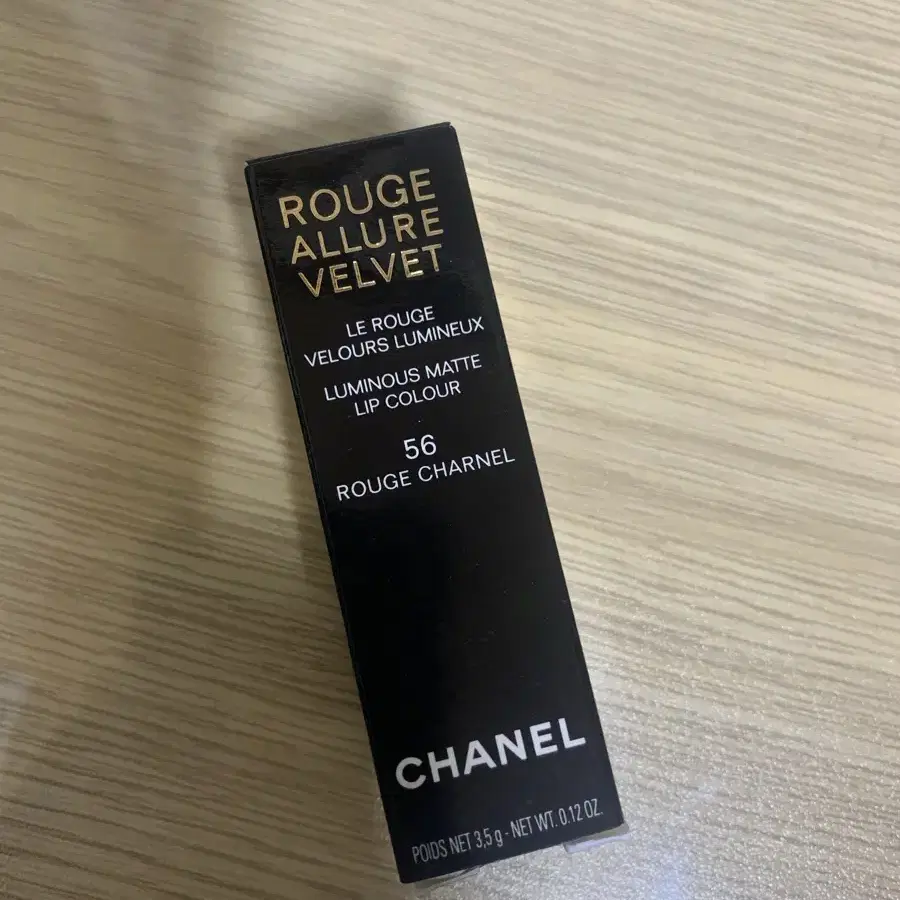 ROUGE
ALLURE
VELVET
LE ROUGE
VELOURS LUMINEUX
LUMINOUS MATTE
LIP COLOUR
56
ROUGE CHARNEL
CHANEL
POIDS NET 3,5 g - NET WT. 0.12 OZ.